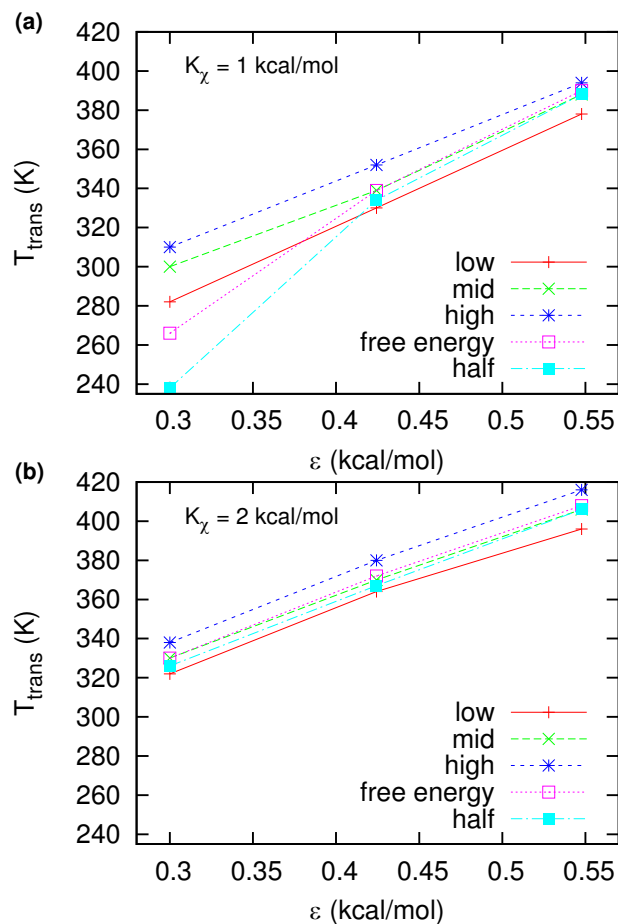 (a)
K_χ = 1 kcal/mol
420
400
380
360
340
320
300
280
260
240
T_trans (K)
low
mid
high
free energy
half
0.3 0.35 0.4 0.45 0.5 0.55
ε (kcal/mol)
(b)
K_χ = 2 kcal/mol
420
400
380
360
340
320
300
280
260
240
T_trans (K)
low
mid
high
free energy
half
0.3 0.35 0.4 0.45 0.5 0.55
ε (kcal/mol)